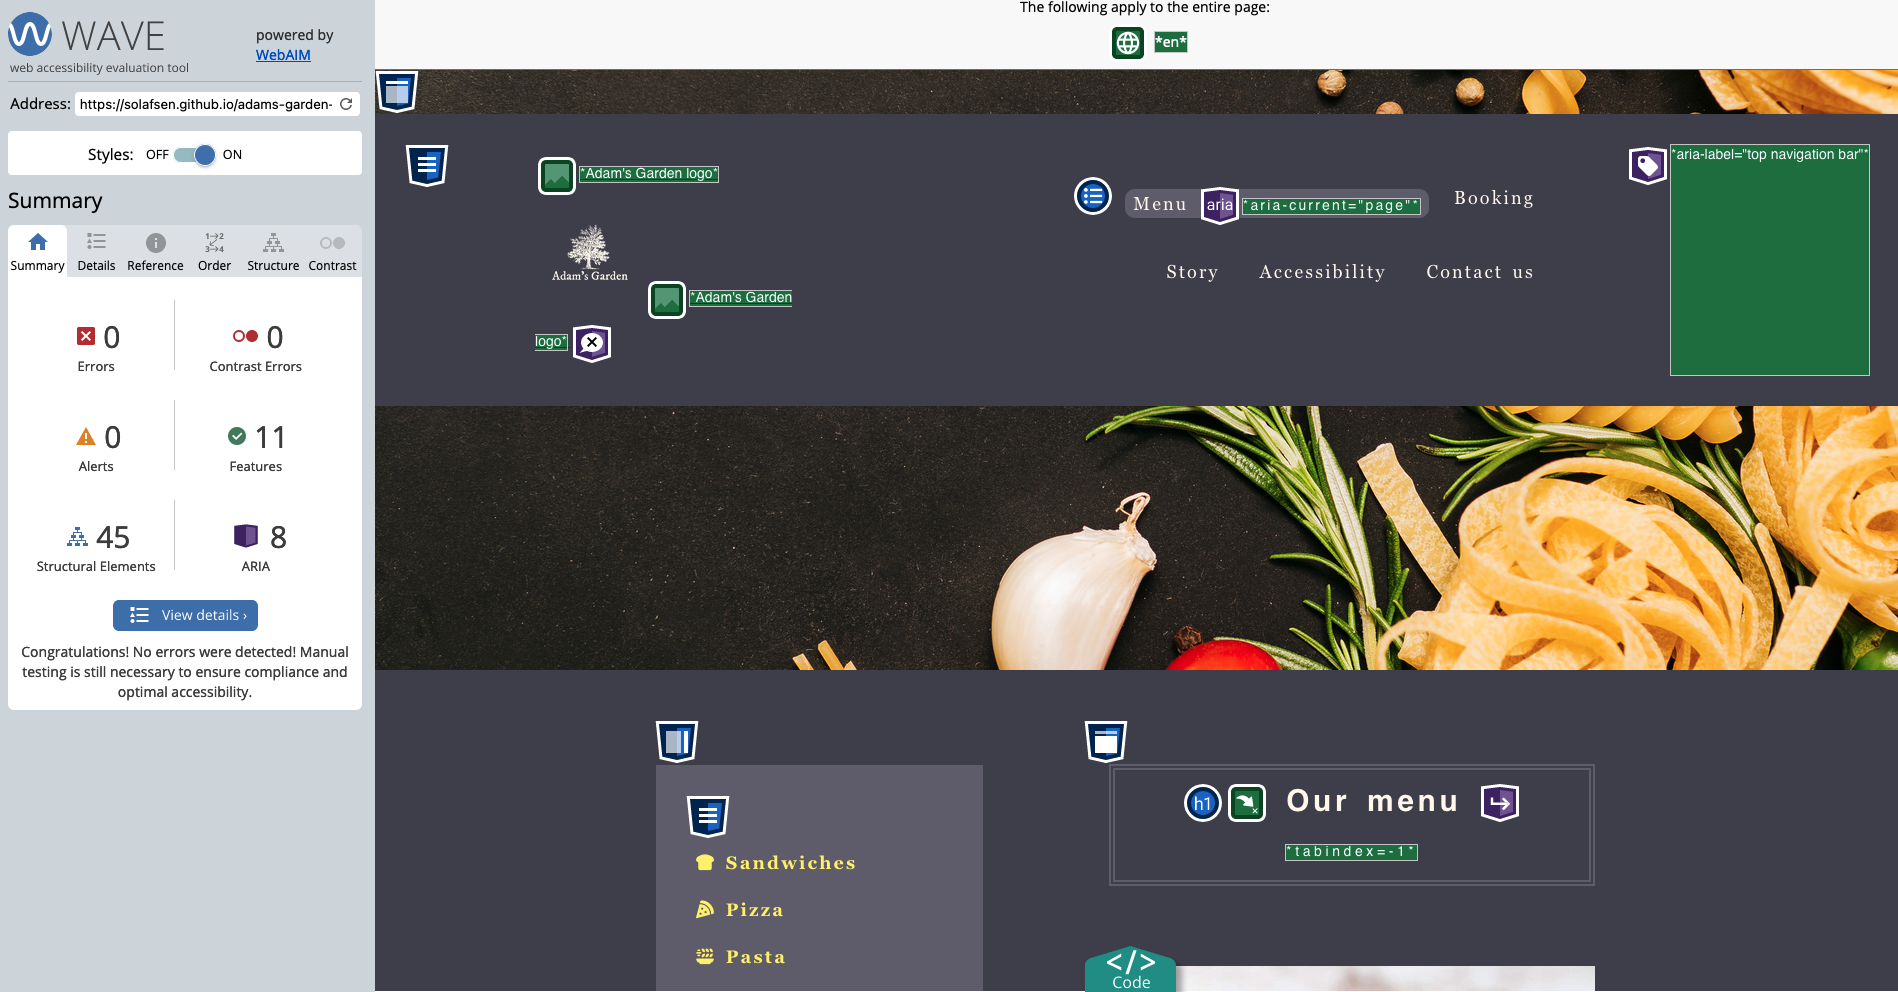 WAVE
powered by
WebAIM
web accessibility evaluation tool
Address: https://solafsen.github.io/adams-garden-
Styles: OFF ON
Summary
Summary Details Reference Order Structure Contrast
1 2
3 4
0 Errors
0 Contrast Errors
0 Alerts
11 Features
45 Structural Elements
8 ARIA
View details ›
Congratulations! No errors were detected! Manual
testing is still necessary to ensure compliance and
optimal accessibility.
The following apply to the entire page:
*en*
*Adam's Garden logo*
Adam's Garden
*Adam's Garden
logo*
Menu aria *aria-current="page"* Booking
Story Accessibility Contact us
*aria-label="top navigation bar"*
Sandwiches
Pizza
Pasta
h1 Our menu
*tabindex=-1*
</>
Code